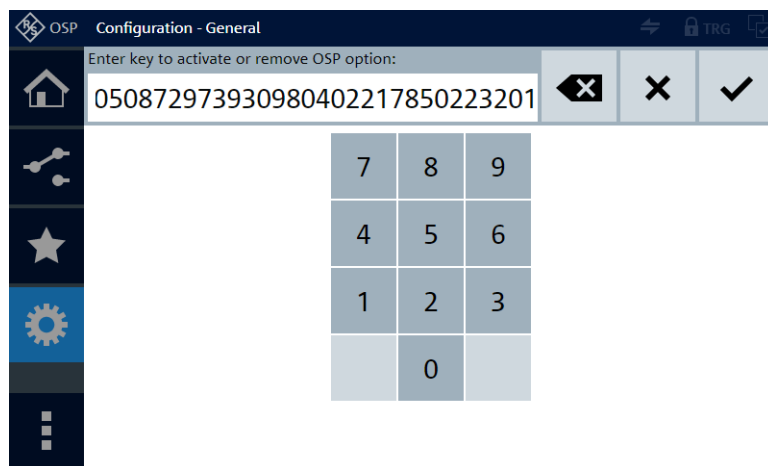 R&S OSP Configuration - General TRG
Enter key to activate or remove OSP option:
050872973930980402217850223201
7 8 9
4 5 6
1 2 3
0